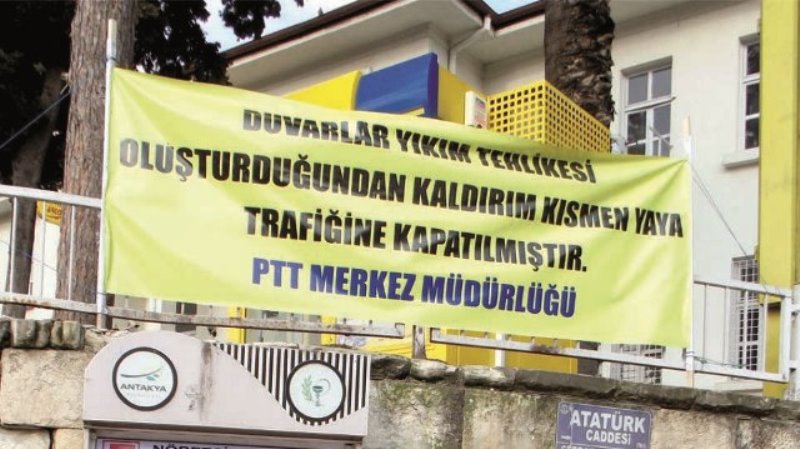 DUVARLAR YIKIM TEHLİKESİ
OLUŞTURDUĞUNDAN KALDIRIM KISMEN YAYA
TRAFİĞİNE KAPATILMIŞTIR.
PTT MERKEZ MÜDÜRLÜĞÜ
ANTAKYA
ATATÜRK
CADDESİ